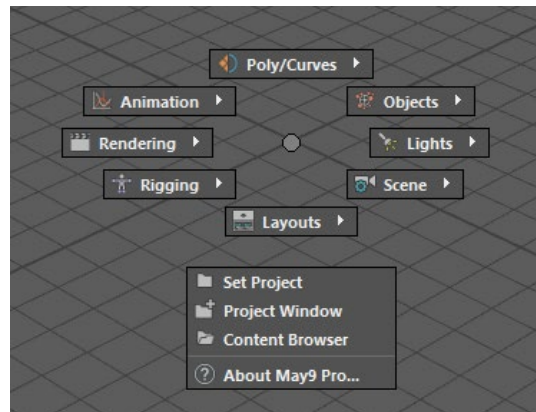 Poly/Curves
Animation
Objects
Rendering
Lights
Rigging
Scene
Layouts
Set Project
Project Window
Content Browser
About May9 Pro...